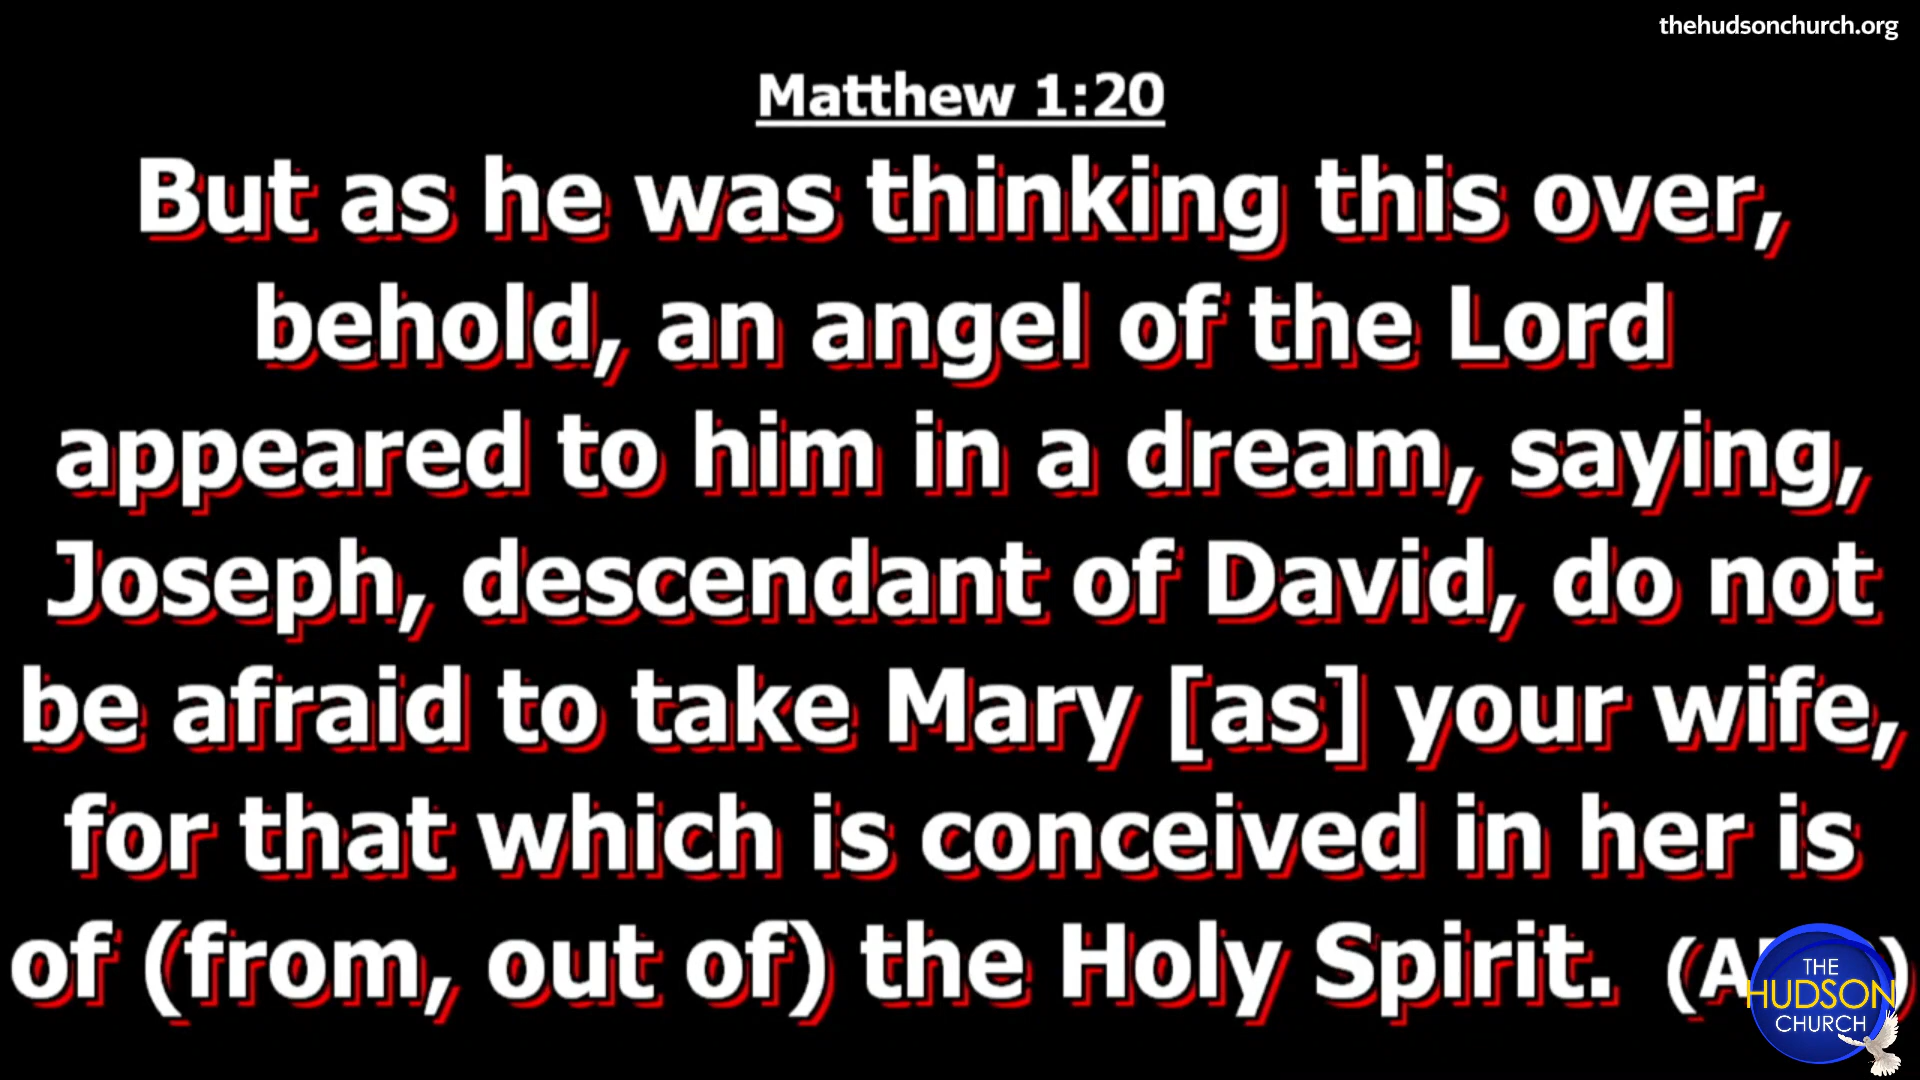 thehudsonchurch.org
Matthew 1:20
But as he was thinking this over,
behold, an angel of the Lord
appeared to him in a dream, saying,
Joseph, descendant of David, do not
be afraid to take Mary [as] your wife,
for that which is conceived in her is
of (from, out of) the Holy Spirit.
THE
HUDSON
CHURCH